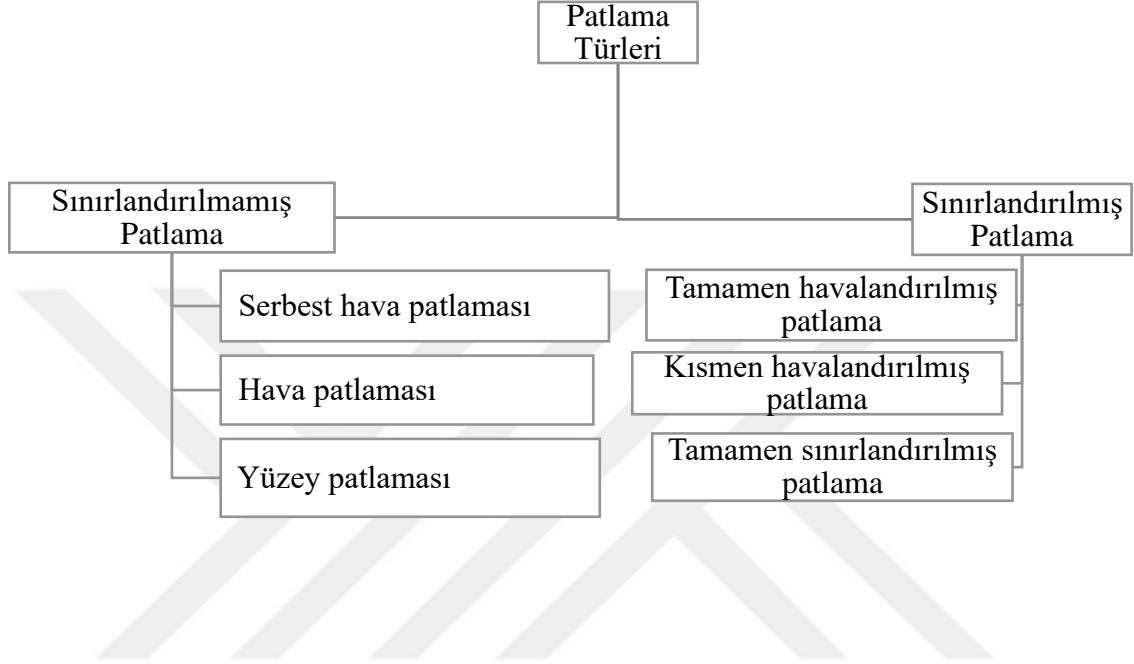 Patlama
Türleri
Sınırlandırılmamış
Patlama
Serbest hava patlaması
Hava patlaması
Yüzey patlaması
Sınırlandırılmış
Patlama
Tamamen havalandırılmış
patlama
Kısmen havalandırılmış
patlama
Tamamen sınırlandırılmış
patlama